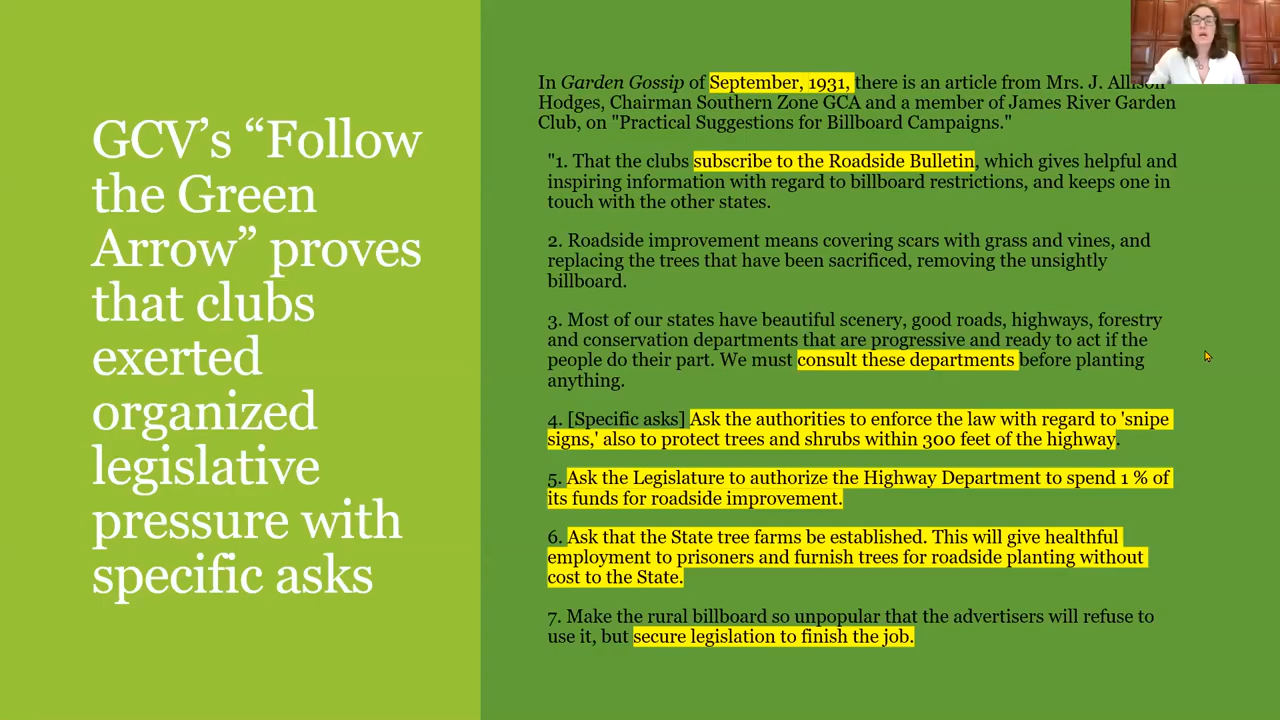 GCV's “Follow
the Green
Arrow” proves
that clubs
exerted
organized
legislative
pressure with
specific asks
In Garden Gossip of September, 1931, there is an article from Mrs. J. Allison
Hodges, Chairman Southern Zone GCA and a member of James River Garden
Club, on "Practical Suggestions for Billboard Campaigns."
"1. That the clubs subscribe to the Roadside Bulletin, which gives helpful and
inspiring information with regard to billboard restrictions, and keeps one in
touch with the other states.
2. Roadside improvement means covering scars with grass and vines, and
replacing the trees that have been sacrificed, removing the unsightly
billboard.
3. Most of our states have beautiful scenery, good roads, highways, forestry
and conservation departments that are progressive and ready to act if the
people do their part. We must consult these departments before planting
anything.
4. [Specific asks] Ask the authorities to enforce the law with regard to 'snipe
signs,' also to protect trees and shrubs within 300 feet of the highway.
5. Ask the Legislature to authorize the Highway Department to spend 1 % of
its funds for roadside improvement.
6. Ask that the State tree farms be established. This will give healthful
employment to prisoners and furnish trees for roadside planting without
cost to the State.
7. Make the rural billboard so unpopular that the advertisers will refuse to
use it, but secure legislation to finish the job.